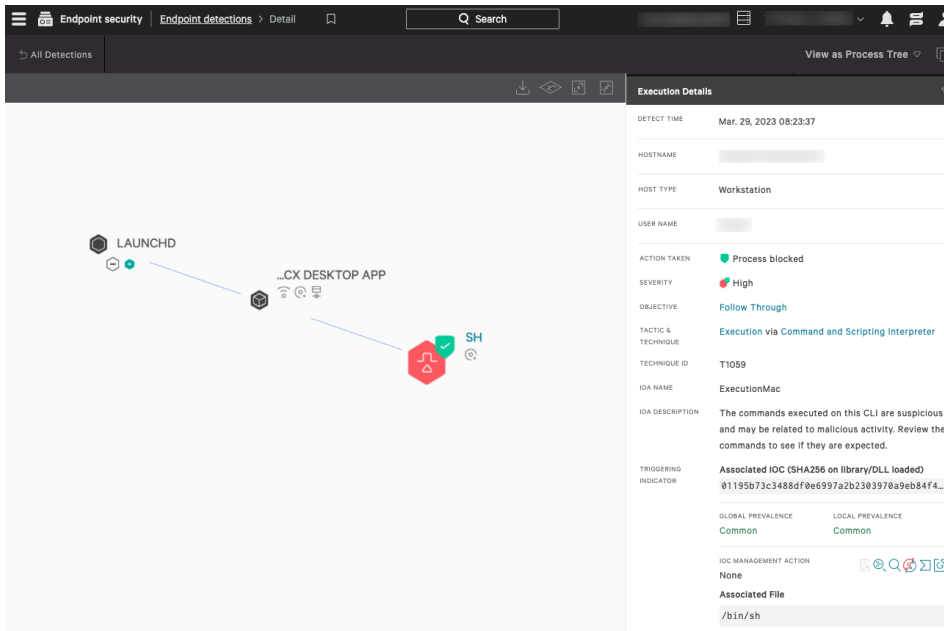 Endpoint security
Endpoint detections > Detail
Search
All Detections
View as Process Tree
LAUNCHD
...CX DESKTOP APP
SH
Execution Details
DETECT TIME
Mar. 29, 2023 08:23:37
HOSTNAME
HOST TYPE
Workstation
USER NAME
ACTION TAKEN
Process blocked
SEVERITY
High
OBJECTIVE
Follow Through
TACTIC &
TECHNIQUE
Execution via Command and Scripting Interpreter
TECHNIQUE ID
T1059
IOA NAME
ExecutionMac
IOA DESCRIPTION
The commands executed on this CLI are suspicious
and may be related to malicious activity. Review the
commands to see if they are expected.
TRIGGERING
INDICATOR
Associated IOC (SHA256 on library/DLL loaded)
01195b73c3488df0e6997a2b2303970a9eb84f4…
GLOBAL PREVALENCE
Common
LOCAL PREVALENCE
Common
IOC MANAGEMENT ACTION
None
Associated File
/bin/sh